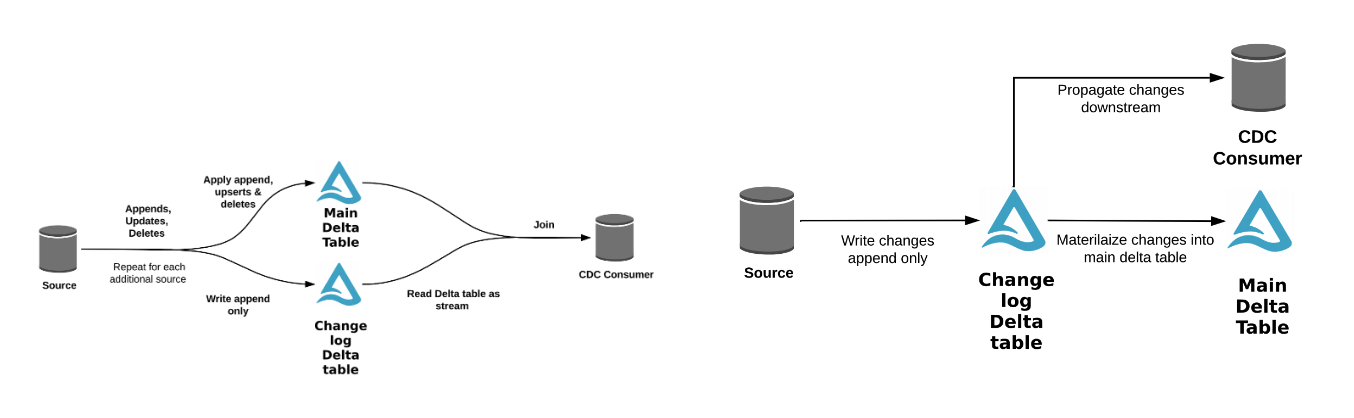 Apply append,
upserts &
deletes
Appends,
Updates,
Deletes
Main
Delta
Table
Join
Source
Repeat for each
additional source
CDC Consumer
Write append
only
Read Delta table as
stream
Change
log
Delta
table
Propagate changes
downstream
CDC
Consumer
Source
Write changes
append only
Materilaize changes into
main delta table
Change
log
Delta
table
Main
Delta
Table